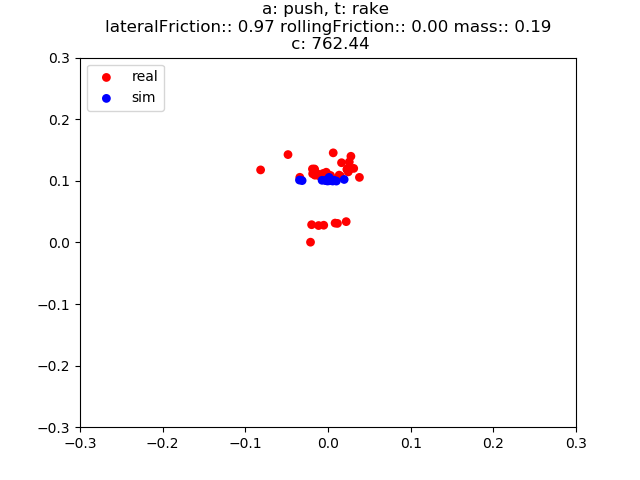 a: push, t: rake
lateralFriction:: 0.97 rollingFriction:: 0.00 mass:: 0.19
c: 762.44
real
sim
0.3
0.2
0.1
0.0
−0.1
−0.2
−0.3
−0.3 −0.2 −0.1 0.0 0.1 0.2 0.3